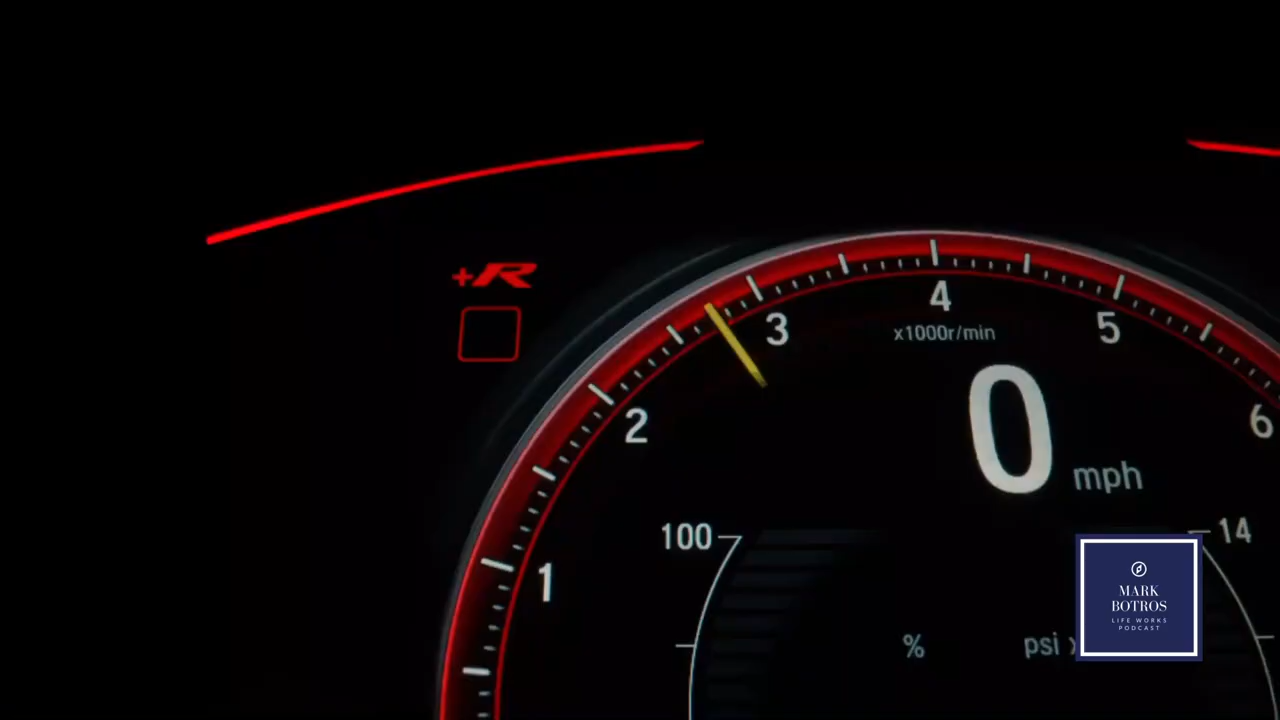 +R
4
3
5
x1000r/min
0 mph
2
6
100
14
1
% psi x
MARK
BOTROS
LIFE WORKS
PODCAST